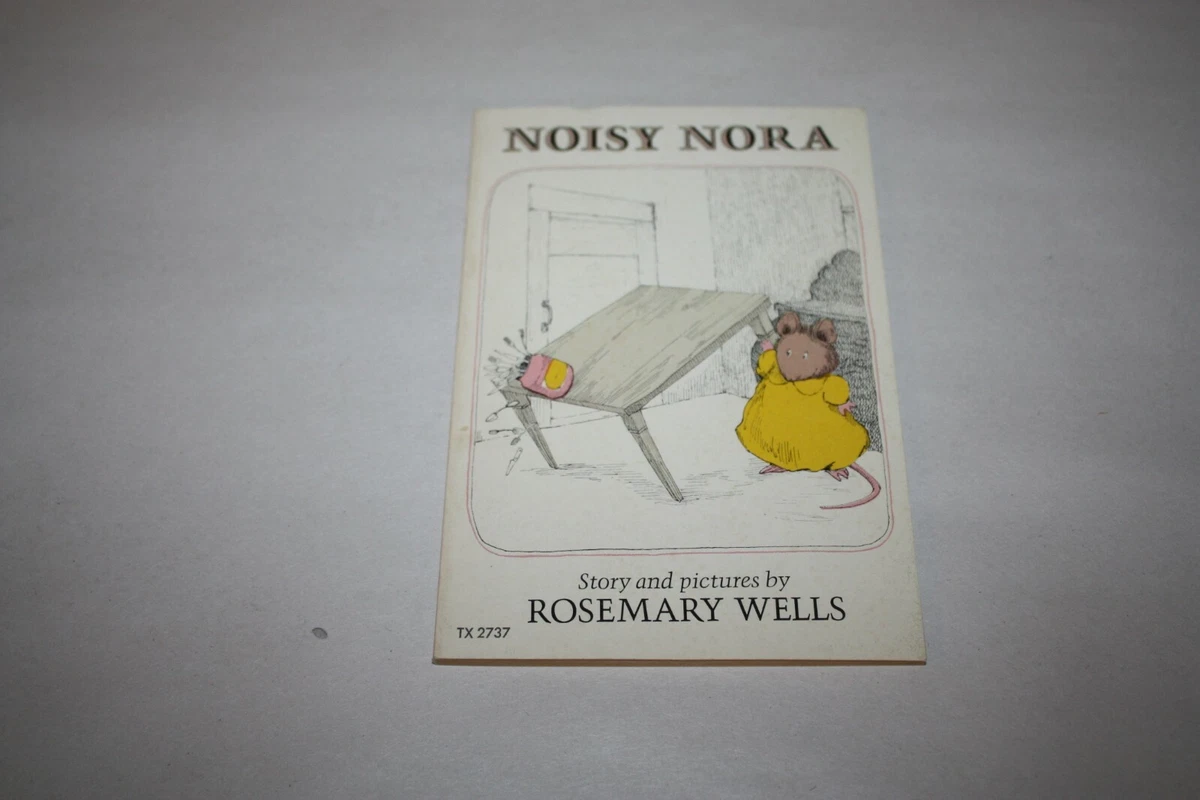 NOISY NORA
Story and pictures by
ROSEMARY WELLS
TX 2737